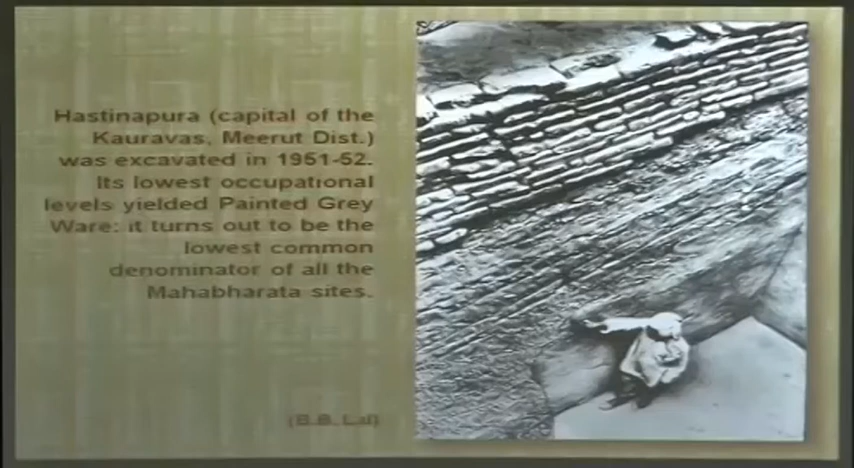 Hastinapura (capital of the
Kauravas, Meerut Dist.)
was excavated in 1951-52.
Its lowest occupational
levels yielded Painted Grey
Ware: it turns out to be the
lowest common
denominator of all the
Mahabharata sites.
(B.B. Lal)